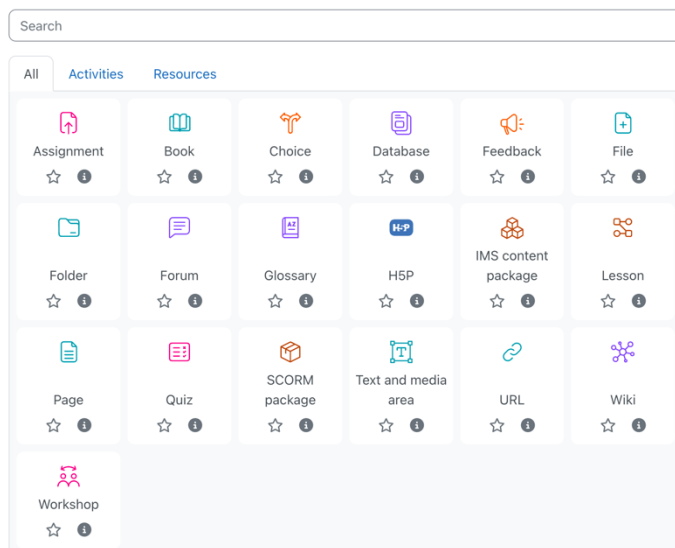 Search
All Activities Resources
Assignment Book Choice Database Feedback File
Folder Forum Glossary H5P IMS content package Lesson
Page Quiz SCORM package Text and media area URL Wiki
Workshop